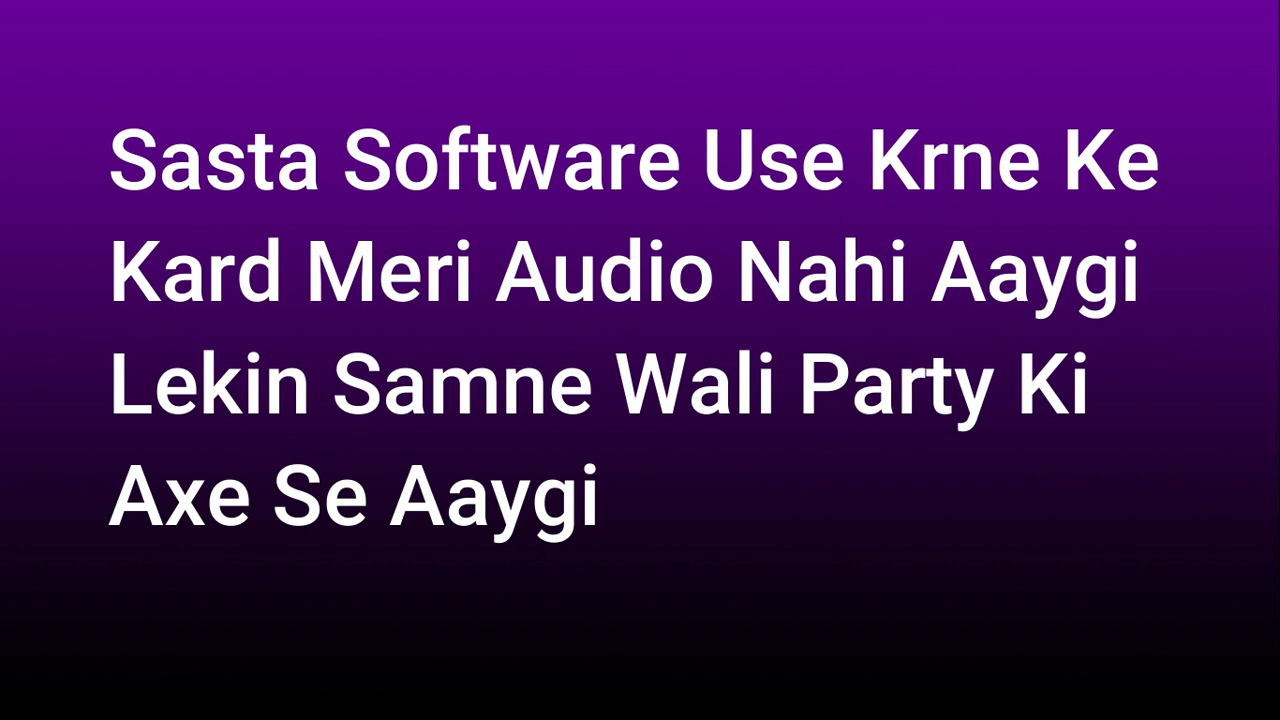 Sasta Software Use Krne Ke
Kard Meri Audio Nahi Aaygi
Lekin Samne Wali Party Ki
Axe Se Aaygi